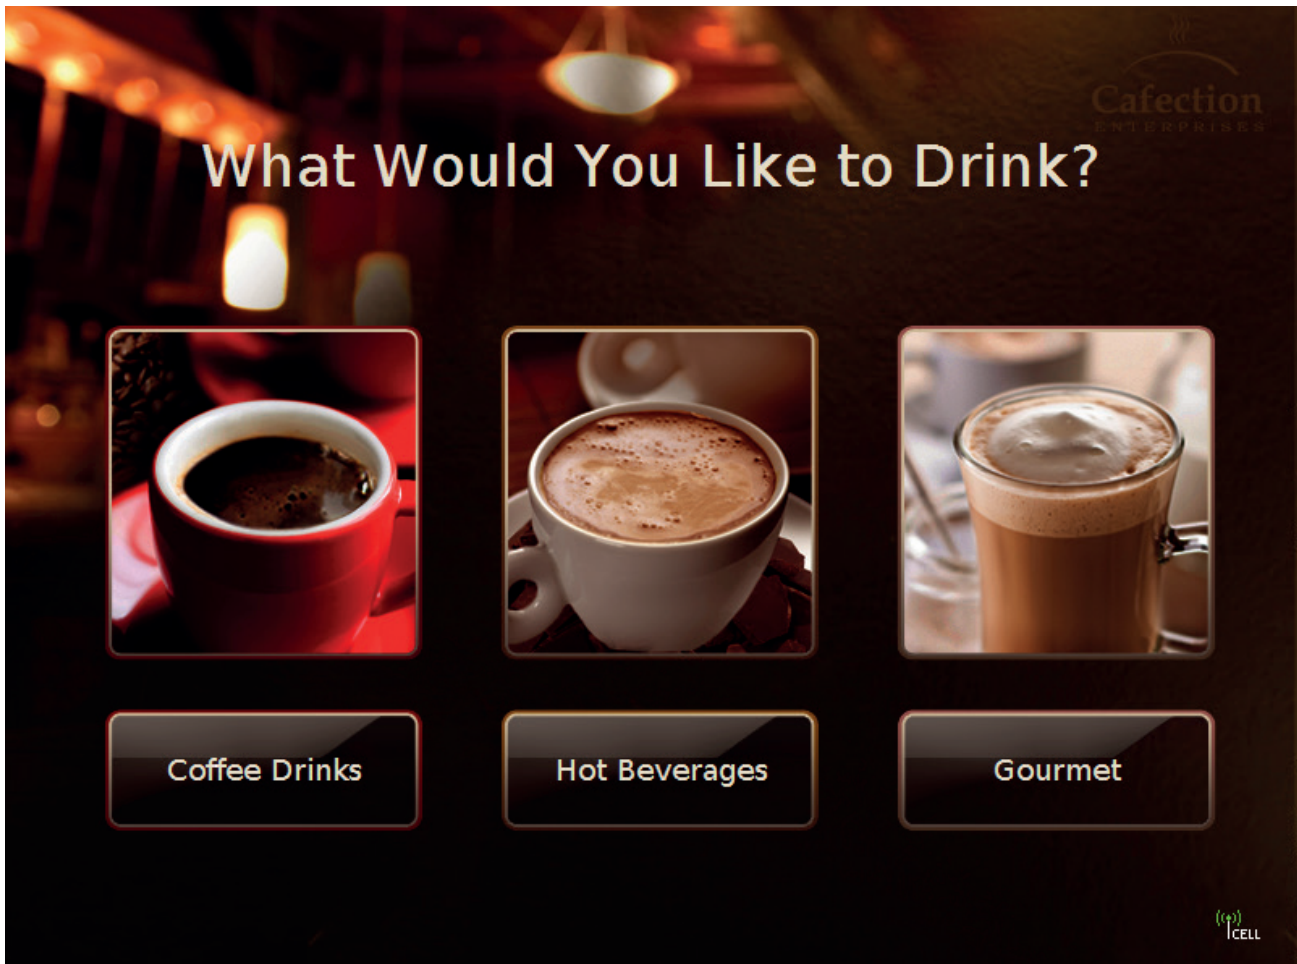 Cafection
ENTERPRISES
What Would You Like to Drink?
Coffee Drinks
Hot Beverages
Gourmet
CELL